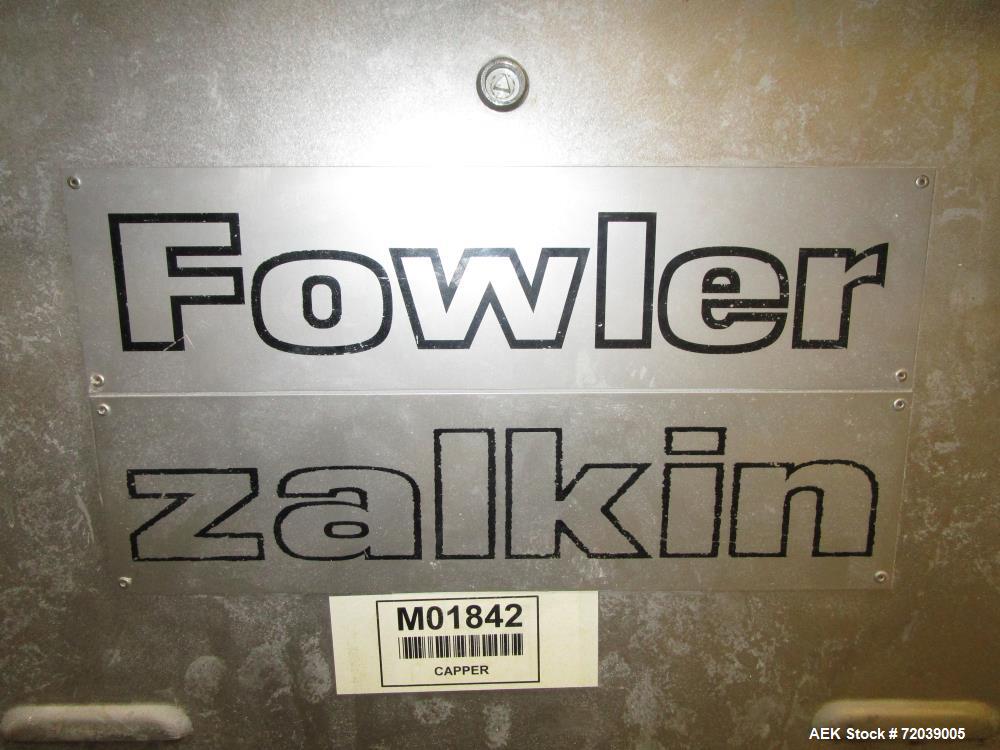 Fowler
zalkin
M01842
CAPPER
AEK Stock # 72039005